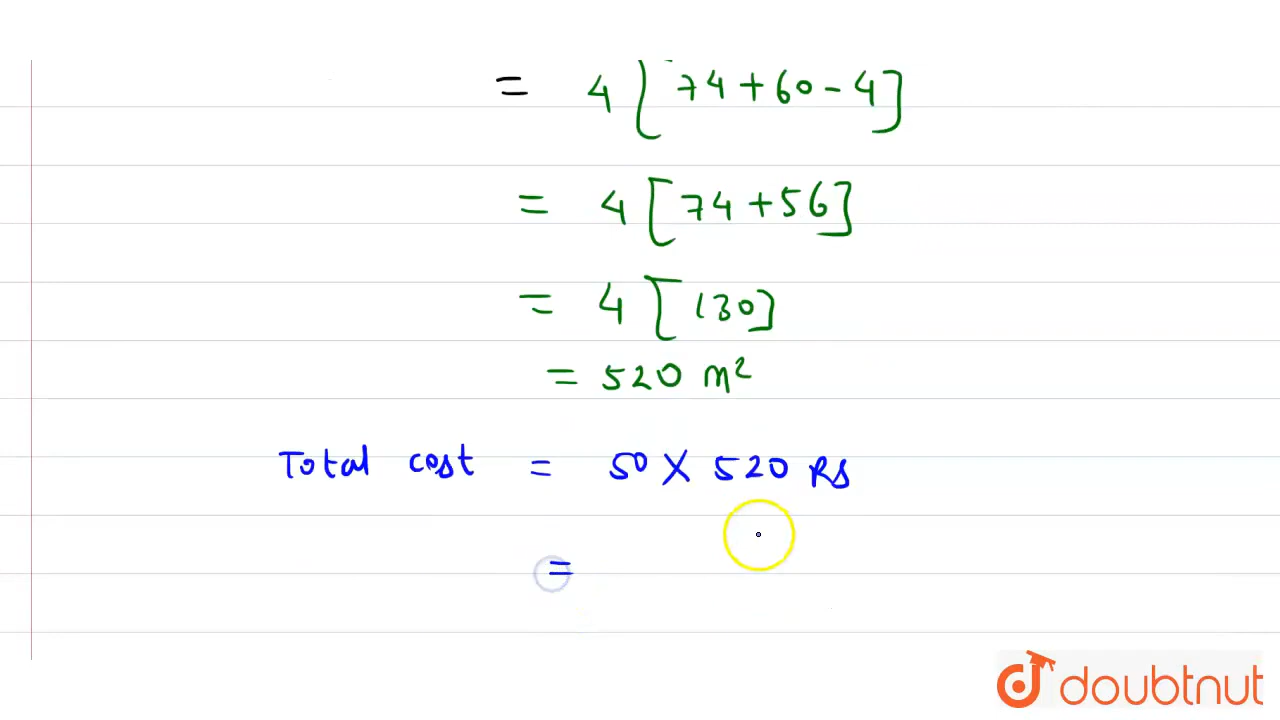 = 4 [74 + 60 - 4]
= 4 [74 + 56]
= 4 [130]
= 520 m²
Total cost = 50 X 520 RS
=
doubtnut